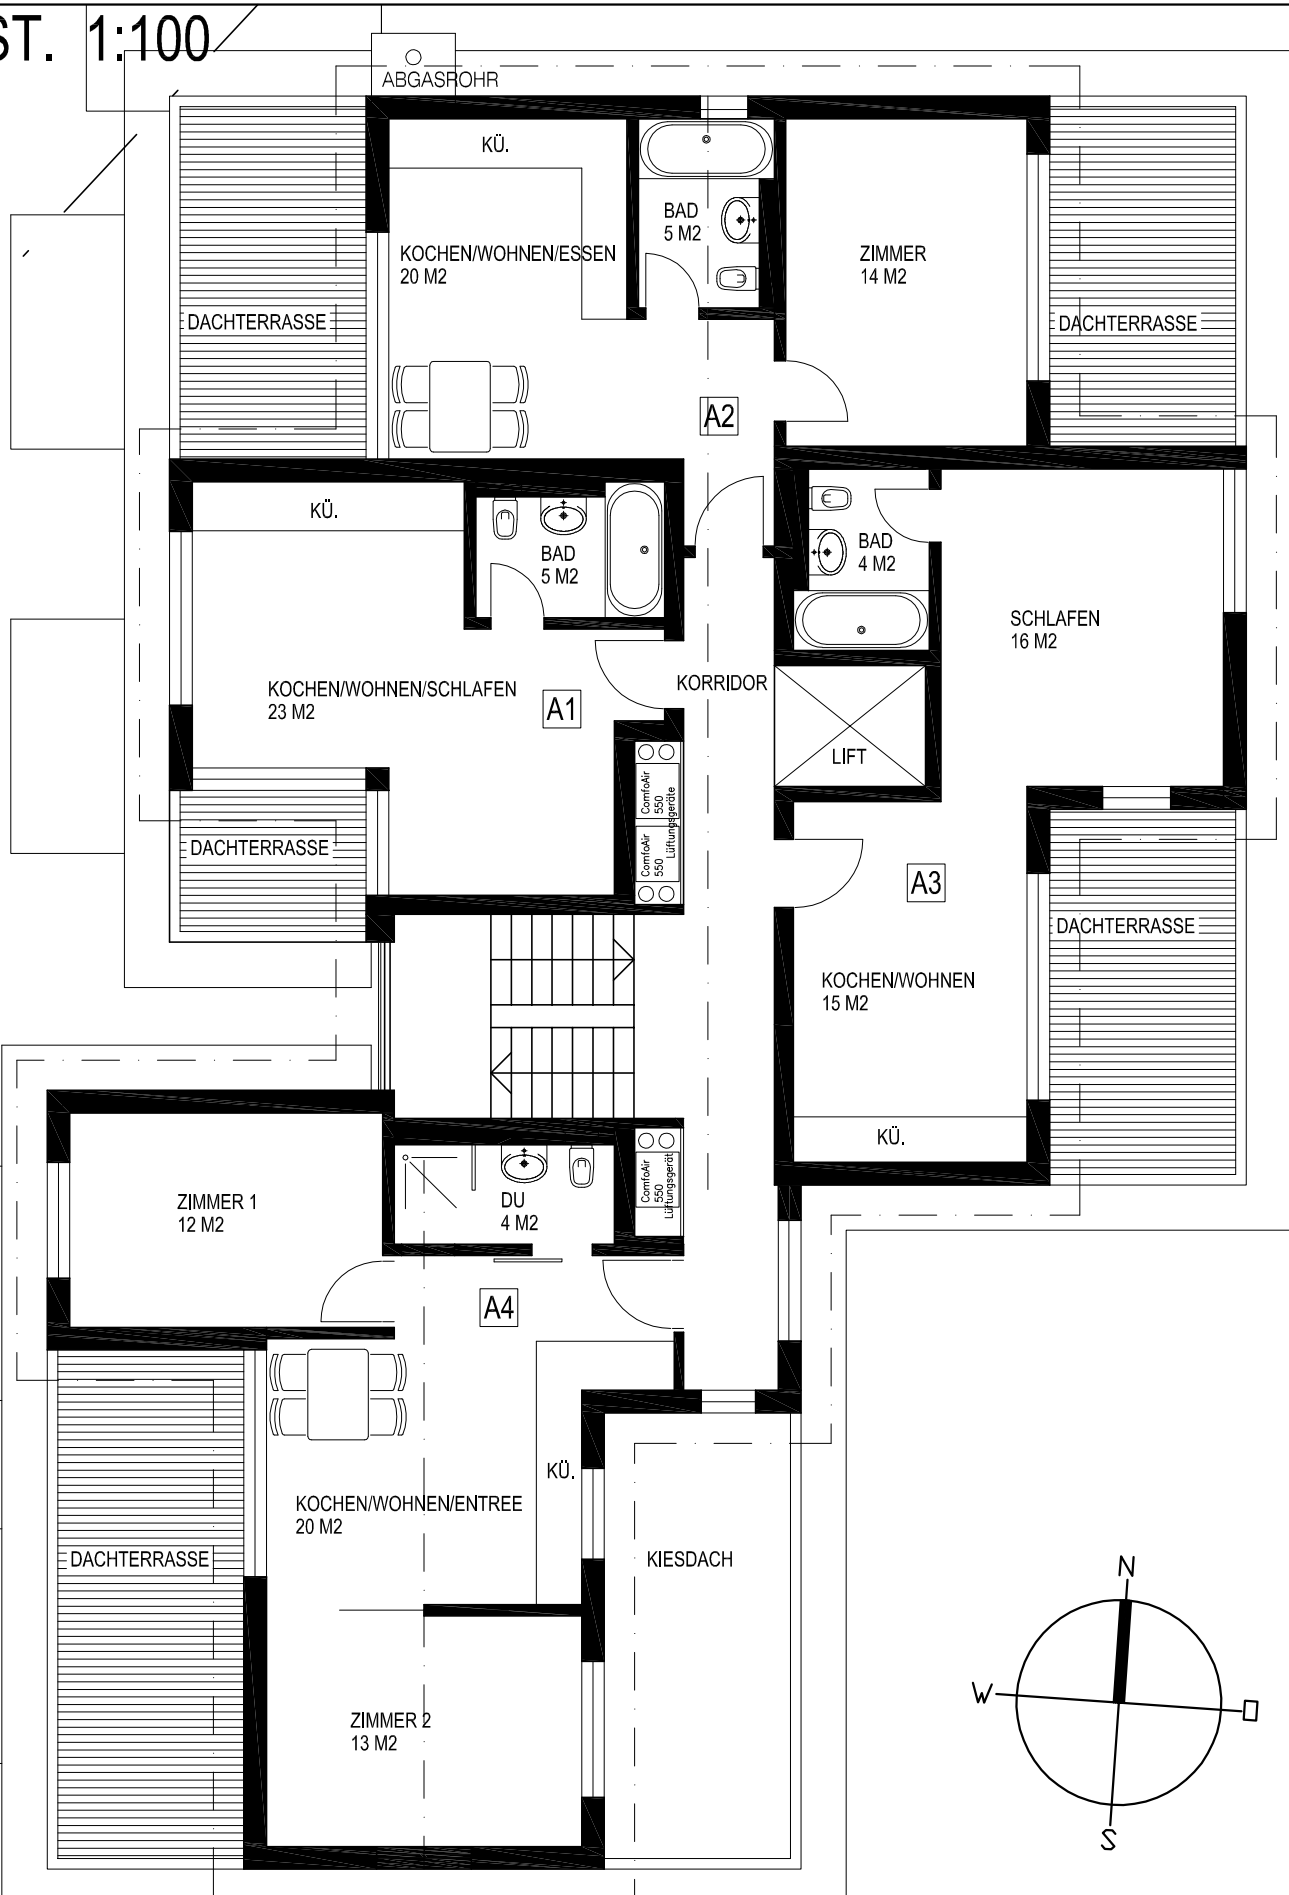 ST. 1:100
ABGASROHR
KÜ.
BAD
5 M2
KOCHEN/WOHNEN/ESSEN
20 M2
ZIMMER
14 M2
DACHTERRASSE
DACHTERRASSE
A2
KÜ.
BAD
5 M2
BAD
4 M2
SCHLAFEN
16 M2
KOCHEN/WOHNEN/SCHLAFEN
23 M2
A1
KORRIDOR
LIFT
ComfoAir
550
ComfoAir
550
Lüftungsgeräte
DACHTERRASSE
A3
DACHTERRASSE
KOCHEN/WOHNEN
15 M2
KÜ.
ZIMMER 1
12 M2
DU
4 M2
ComfoAir
550
Lüftungsgerät
A4
KÜ.
KOCHEN/WOHNEN/ENTREE
20 M2
DACHTERRASSE
KIESDACH
ZIMMER 2
13 M2
N
W
S